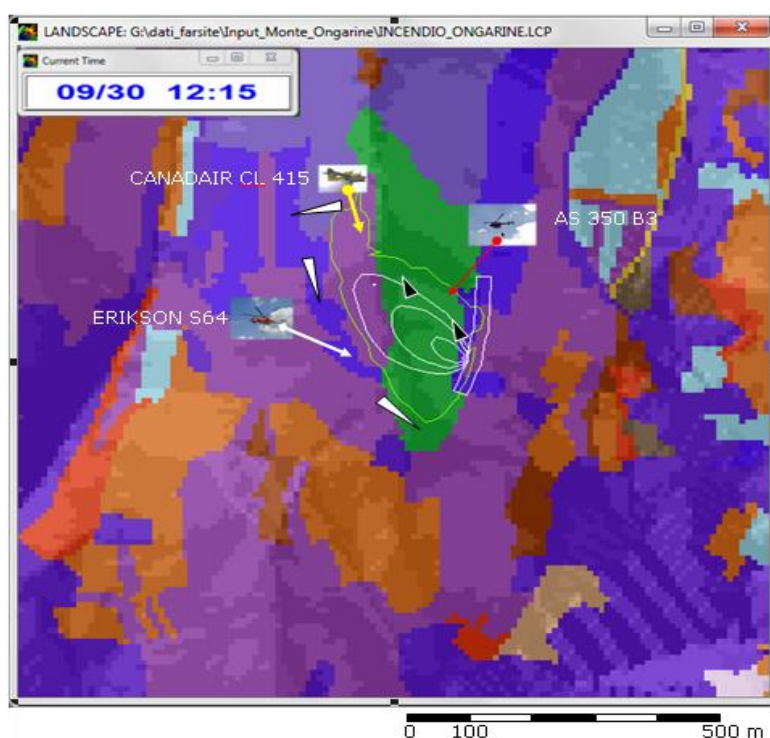 LANDSCAPE: G:\dati_farsite\Input_Monte_Ongarine\INCENDIO_ONGARINE.LCP
Current Time
09/30 12:15
CANADAIR CL 415
AS 350 B3
ERIKSON S64
0 100 500 m